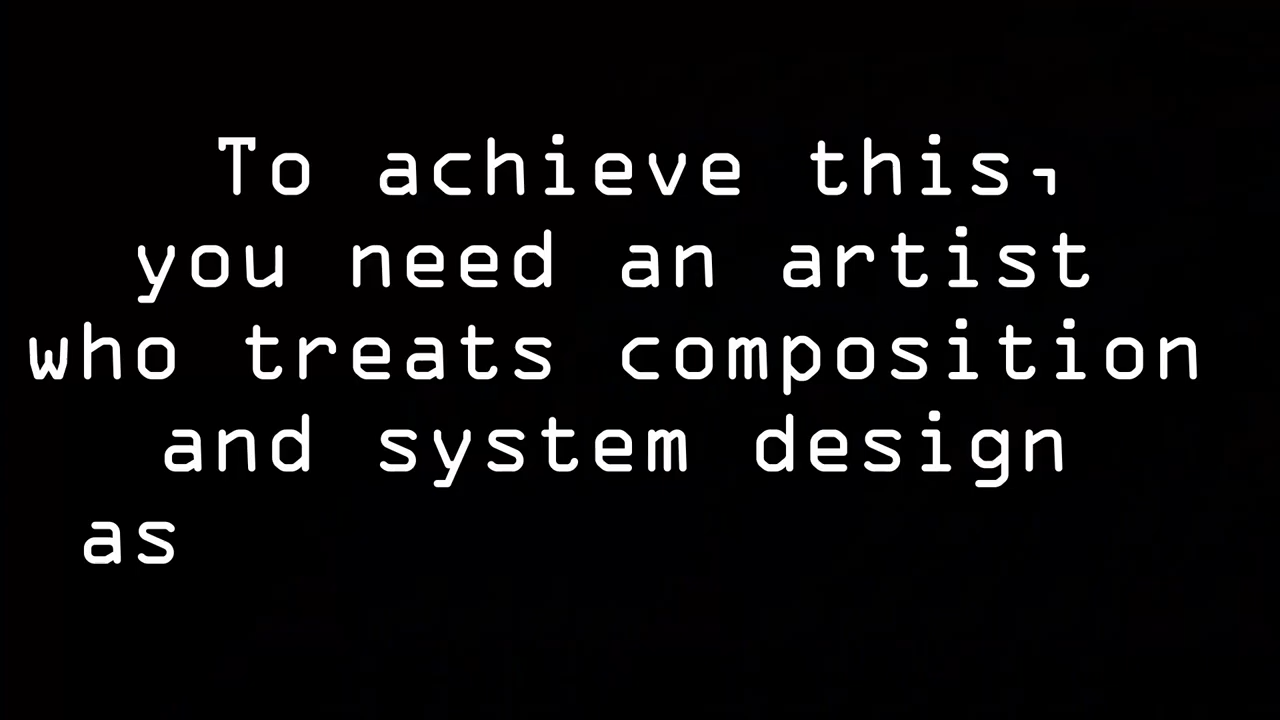 To achieve this,
you need an artist
who treats composition
and system design
as